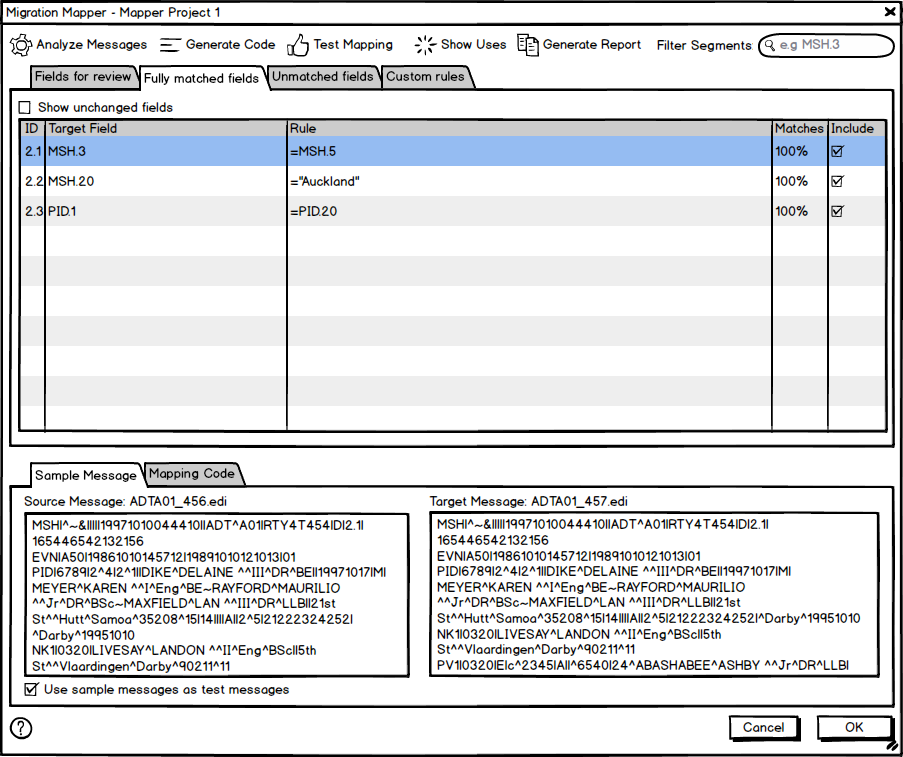 Migration Mapper - Mapper Project 1
Analyze Messages Generate Code Test Mapping Show Uses Generate Report Filter Segments e.g MSH.3
Fields for review Fully matched fields Unmatched fields Custom rules
Show unchanged fields
ID Target Field Rule Matches Include
2.1 MSH.3 =MSH.5 100%
2.2 MSH.20 ="Auckland" 100%
2.3 PID.1 =PID.20 100%
Sample Message Mapping Code
Source Message: ADTA01_456.edi
MSH|^~&|||||19971010044410||ADT^A01|RTY4T454|D|2.1|
165446542132156
EVN|A50|19861010145712|19891010121013|01
PID|6789|2^4|2^1||DIKE^DELAINE ^^III^DR^BE||19971017|M|
MEYER^KAREN ^^I^Eng^BE~RAYFORD^MAURILIO
^^Jr^DR^BSc~MAXFIELD^LAN ^^III^DR^LLB||21st
St^^Hutt^Samoa^35208^15|14||||A||2^5|21222324252|
^Darby^19951010
NK1|0320|LIVESAY^LANDON ^^II^Eng^BSc||5th
St^^Vlaardingen^Darby^90211^11
Target Message: ADTA01_457.edi
MSH|^~&|||||19971010044410||ADT^A01|RTY4T454|D|2.1|
165446542132156
EVN|A50|19861010145712|19891010121013|01
PID|6789|2^4|2^1||DIKE^DELAINE ^^III^DR^BE||19971017|M|
MEYER^KAREN ^^I^Eng^BE~RAYFORD^MAURILIO
^^Jr^DR^BSc~MAXFIELD^LAN ^^III^DR^LLB||21st
St^^Hutt^Samoa^35208^15|14||||A||2^5|21222324252|^Darby^19951010
NK1|0320|LIVESAY^LANDON ^^II^Eng^BSc||5th
St^^Vlaardingen^Darby^90211^11
PV1|0320|E|c^2345|A||^6540|24^ABASHABEE^ASHBY ^^Jr^DR^LLB|
Use sample messages as test messages
? Cancel OK